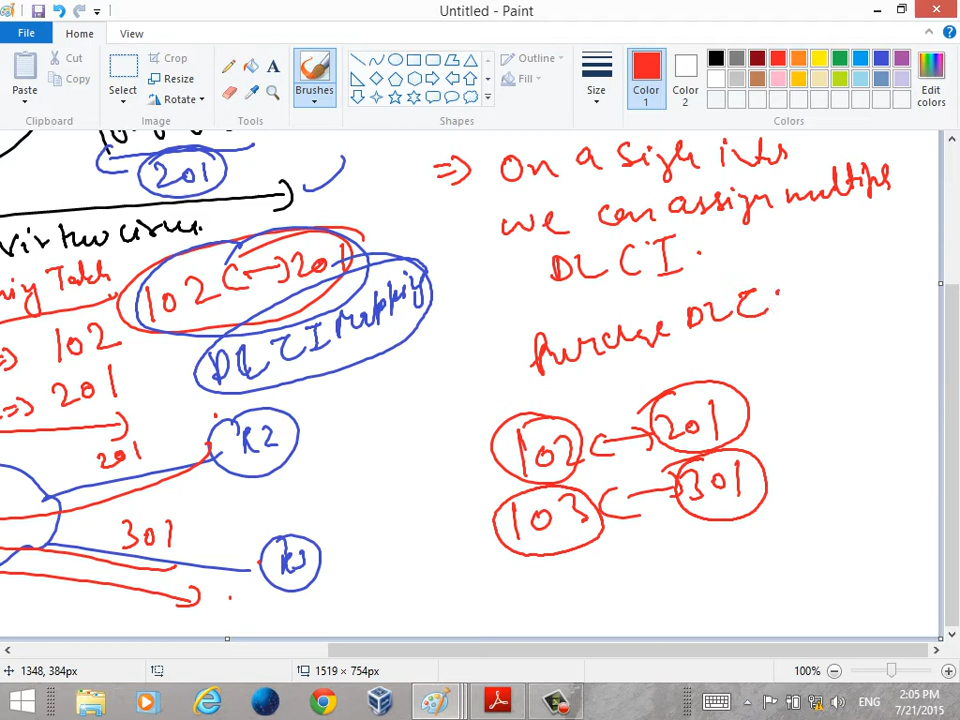 Untitled - Paint
File
Home
View
Paste
Cut
Copy
Clipboard
Select
Crop
Resize
Rotate
Image
Tools
Brushes
Shapes
Outline
Fill
Size
Color 1
Color 2
Colors
Edit colors
201
102 201
DLCI Mapping
=> 102
=> 201
201
R2
301
R3
=> On a
we can assign multiple
DLCI.
Purchase DLC
102 201
103 301
1348, 384px
1519 × 754px
100%
ENG
2:05 PM
7/21/2015